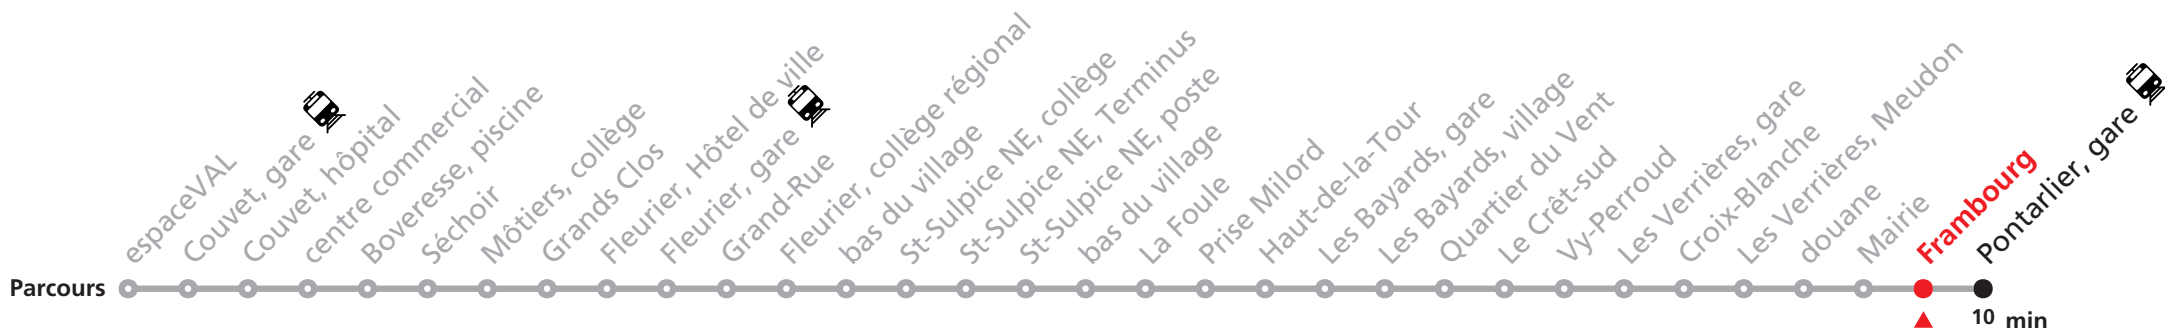 espaceVAL
Couvet, gare
Couvet, hôpital
centre commercial
Boveresse, piscine
Séchoir
Môtiers, collège
Grands Clos
Fleurier, Hôtel de ville
Fleurier, gare
Grand-Rue
Fleurier, collège régional
bas du village
St-Sulpice NE, collège
St-Sulpice NE, Terminus
St-Sulpice NE, poste
bas du village
La Foule
Prise Milord
Haut-de-la-Tour
Les Bayards, gare
Les Bayards, village
Quartier du Vent
Le Crêt-sud
Vy-Perroud
Les Verrières, gare
Croix-Blanche
Les Verrières, Meudon
douane
Mairie
Frambourg
Pontarlier, gare
Parcours
10 min